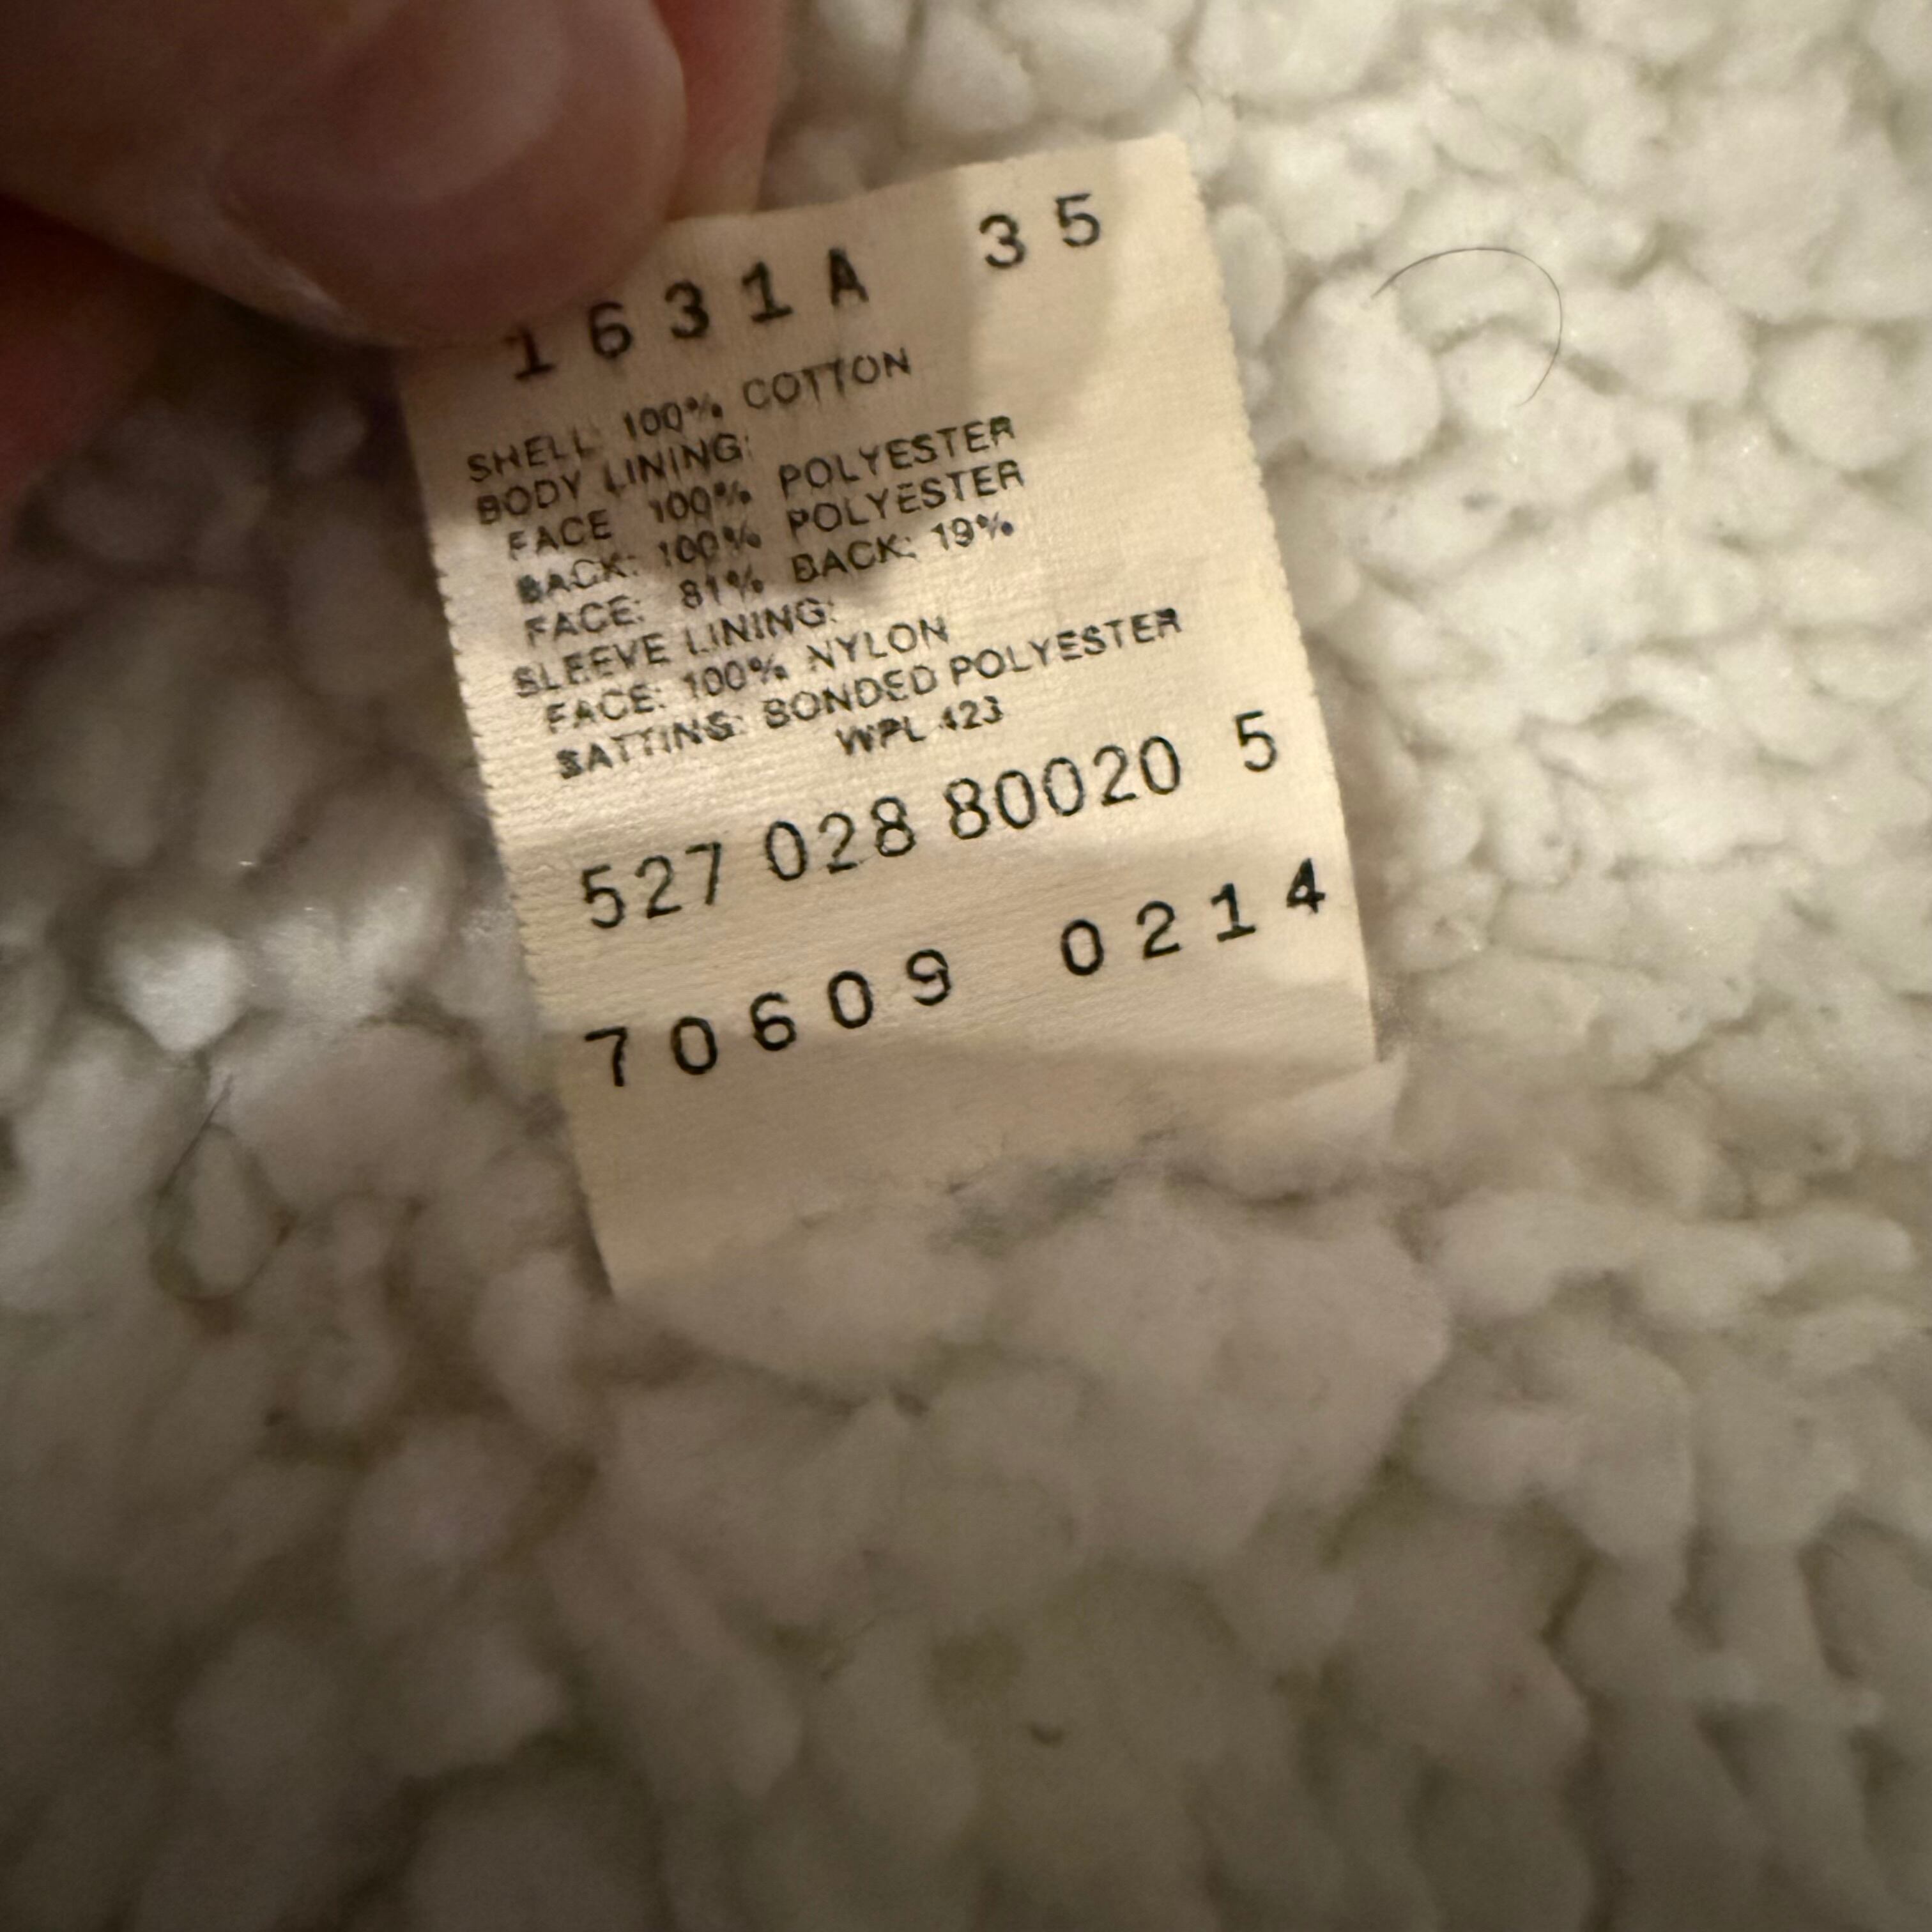 1631A 35
SHELL: 100% COTTON
BODY LINING:
FACE 100% POLYESTER
BACK: 100% POLYESTER
FACE: 81% BACK: 19%
SLEEVE LINING:
FACE: 100% NYLON
BATTING: BONDED POLYESTER
WPL 423
527 028 80020 5
70609 0214